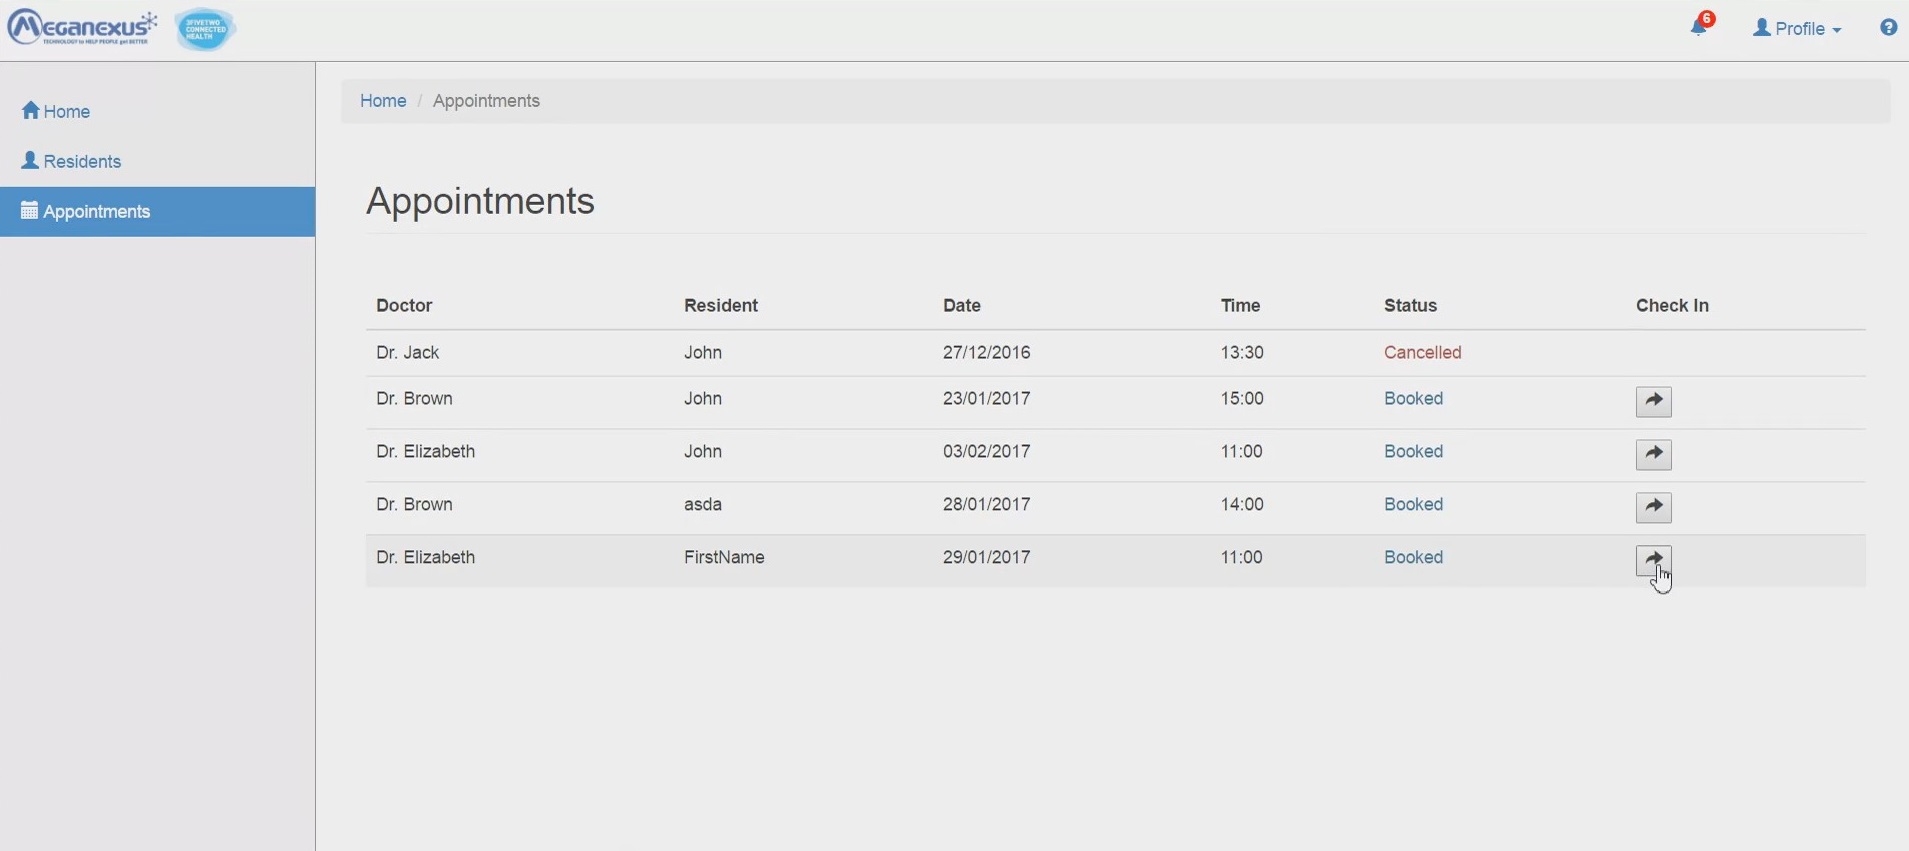 MEGANEXUS
TECHNOLOGY to HELP PEOPLE get BETTER
3FIVETWO
CONNECTED
HEALTH
6
Profile
?
Home
Residents
Appointments
Home / Appointments
Appointments
Doctor Resident Date Time Status Check In
Dr. Jack John 27/12/2016 13:30 Cancelled
Dr. Brown John 23/01/2017 15:00 Booked
Dr. Elizabeth John 03/02/2017 11:00 Booked
Dr. Brown asda 28/01/2017 14:00 Booked
Dr. Elizabeth FirstName 29/01/2017 11:00 Booked